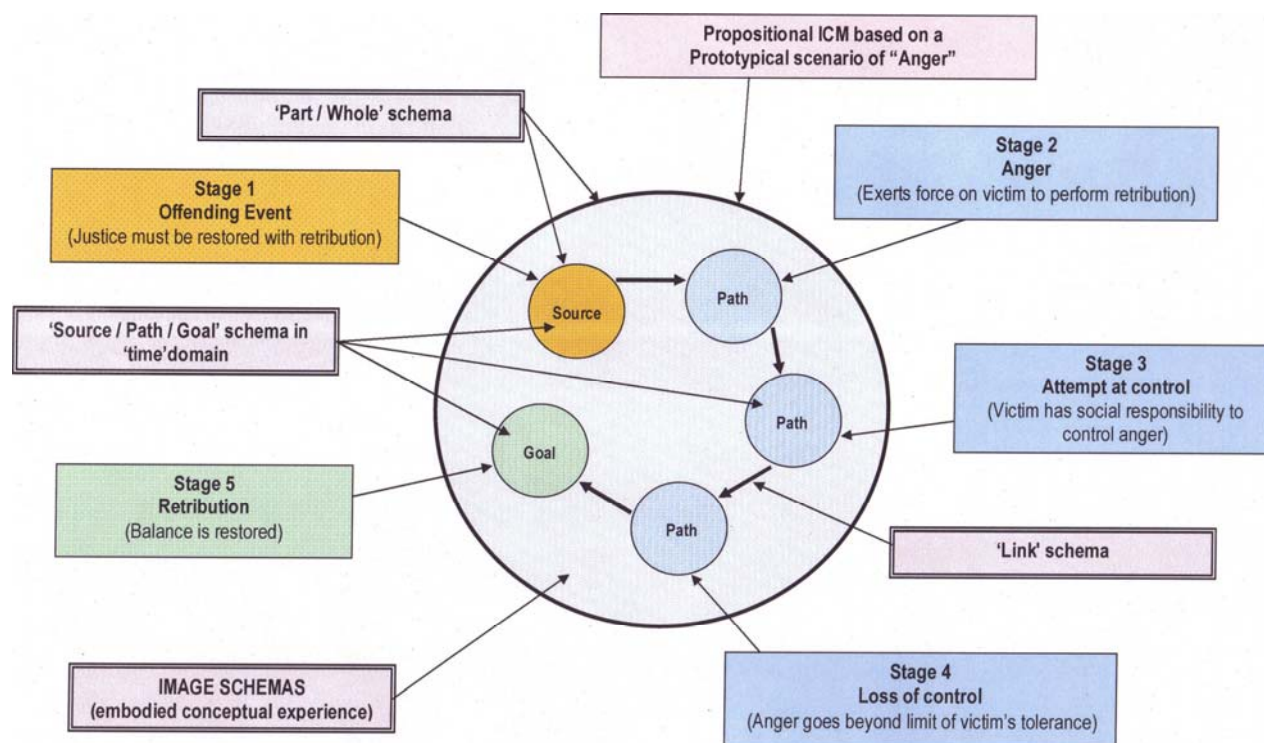 Propositional ICM based on a
Prototypical scenario of “Anger”
‘Part / Whole’ schema
Stage 1
Offending Event
(Justice must be restored with retribution)
Stage 2
Anger
(Exerts force on victim to perform retribution)
Source
Path
‘Source / Path / Goal’ schema in
‘time’domain
Stage 3
Attempt at control
(Victim has social responsibility to
control anger)
Path
Goal
Stage 5
Retribution
(Balance is restored)
Path
‘Link’ schema
IMAGE SCHEMAS
(embodied conceptual experience)
Stage 4
Loss of control
(Anger goes beyond limit of victim’s tolerance)